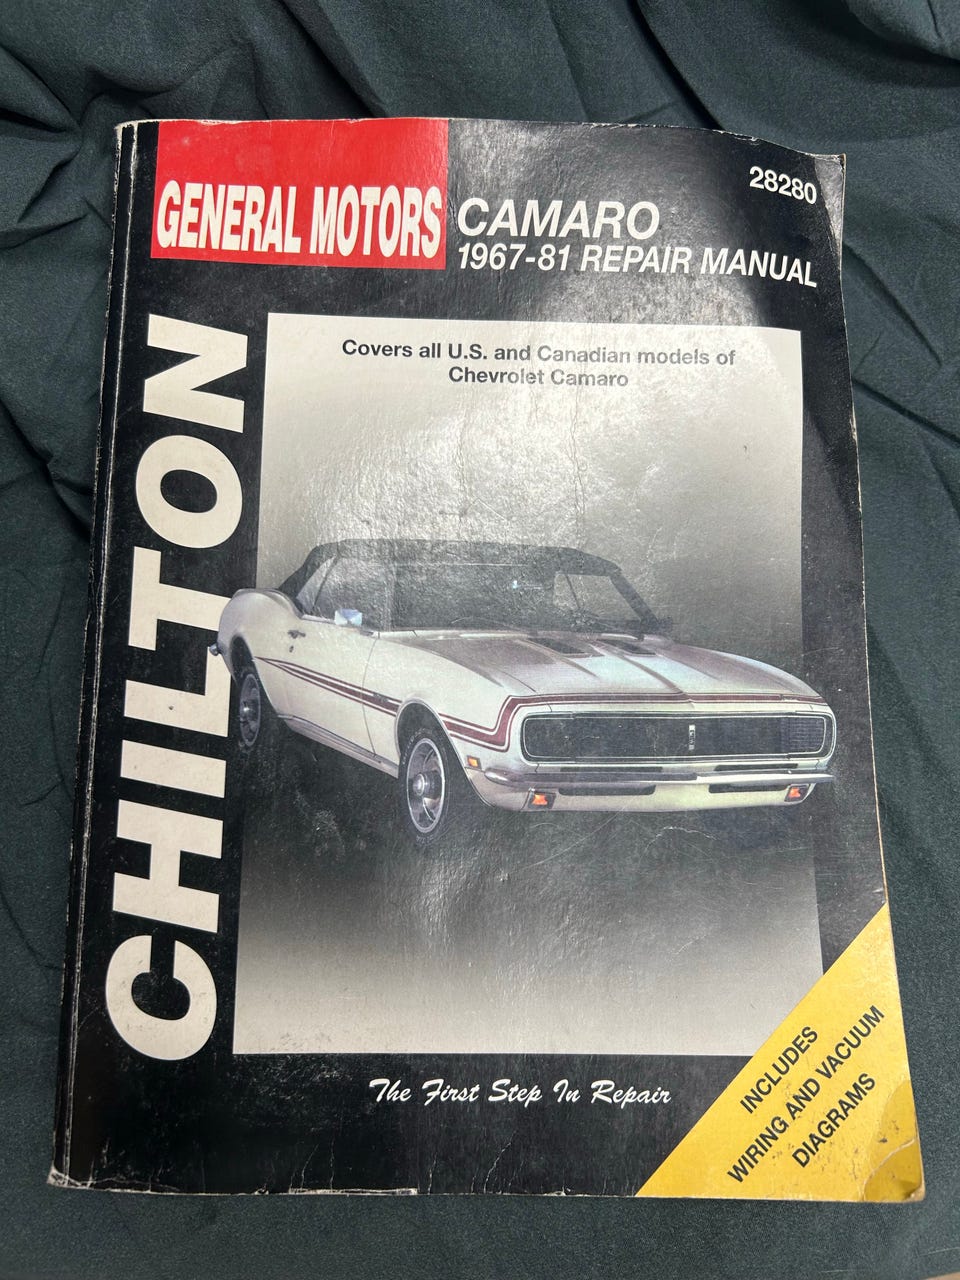 28280
GENERAL MOTORS
CAMARO
1967-81 REPAIR MANUAL
CHILTON
Covers all U.S. and Canadian models of
Chevrolet Camaro
The First Step In Repair
INCLUDES
WIRING AND VACUUM
DIAGRAMS